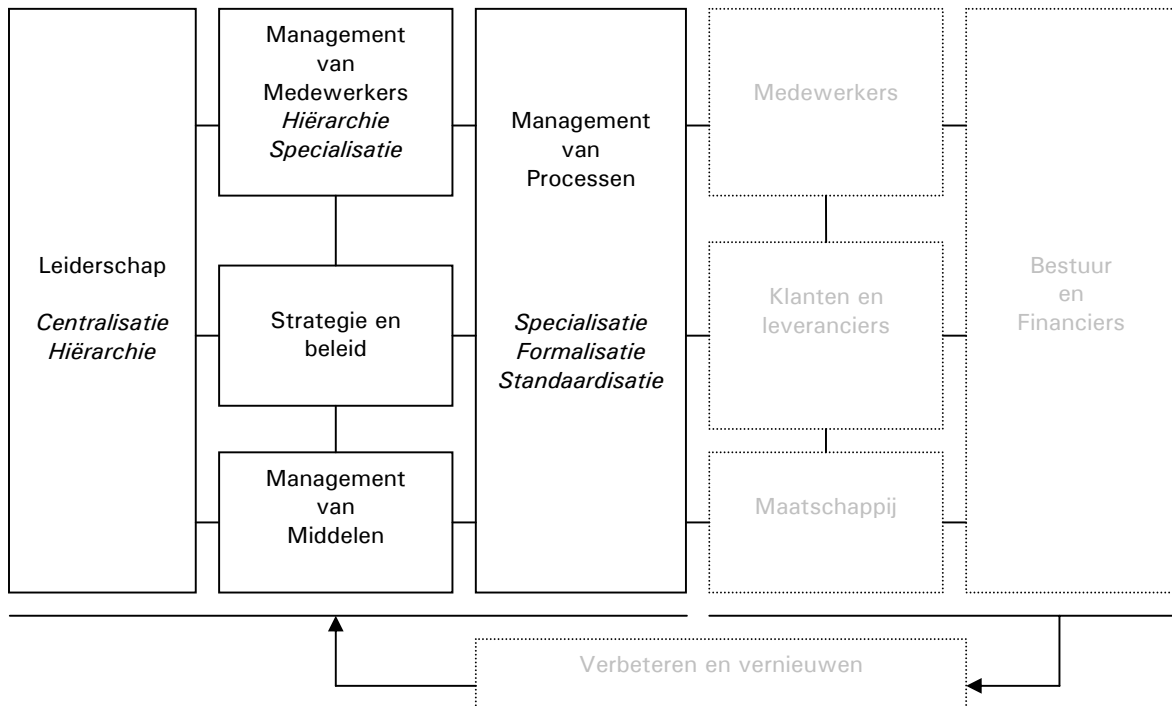 Leiderschap
Centralisatie
Hiërarchie
Management
van
Medewerkers
Hiërarchie
Specialisatie
Strategie en
beleid
Management
van
Middelen
Management
van
Processen
Specialisatie
Formalisatie
Standaardisatie
Medewerkers
Klanten en
leveranciers
Maatschappij
Bestuur
en
Financiers
Verbeteren en vernieuwen